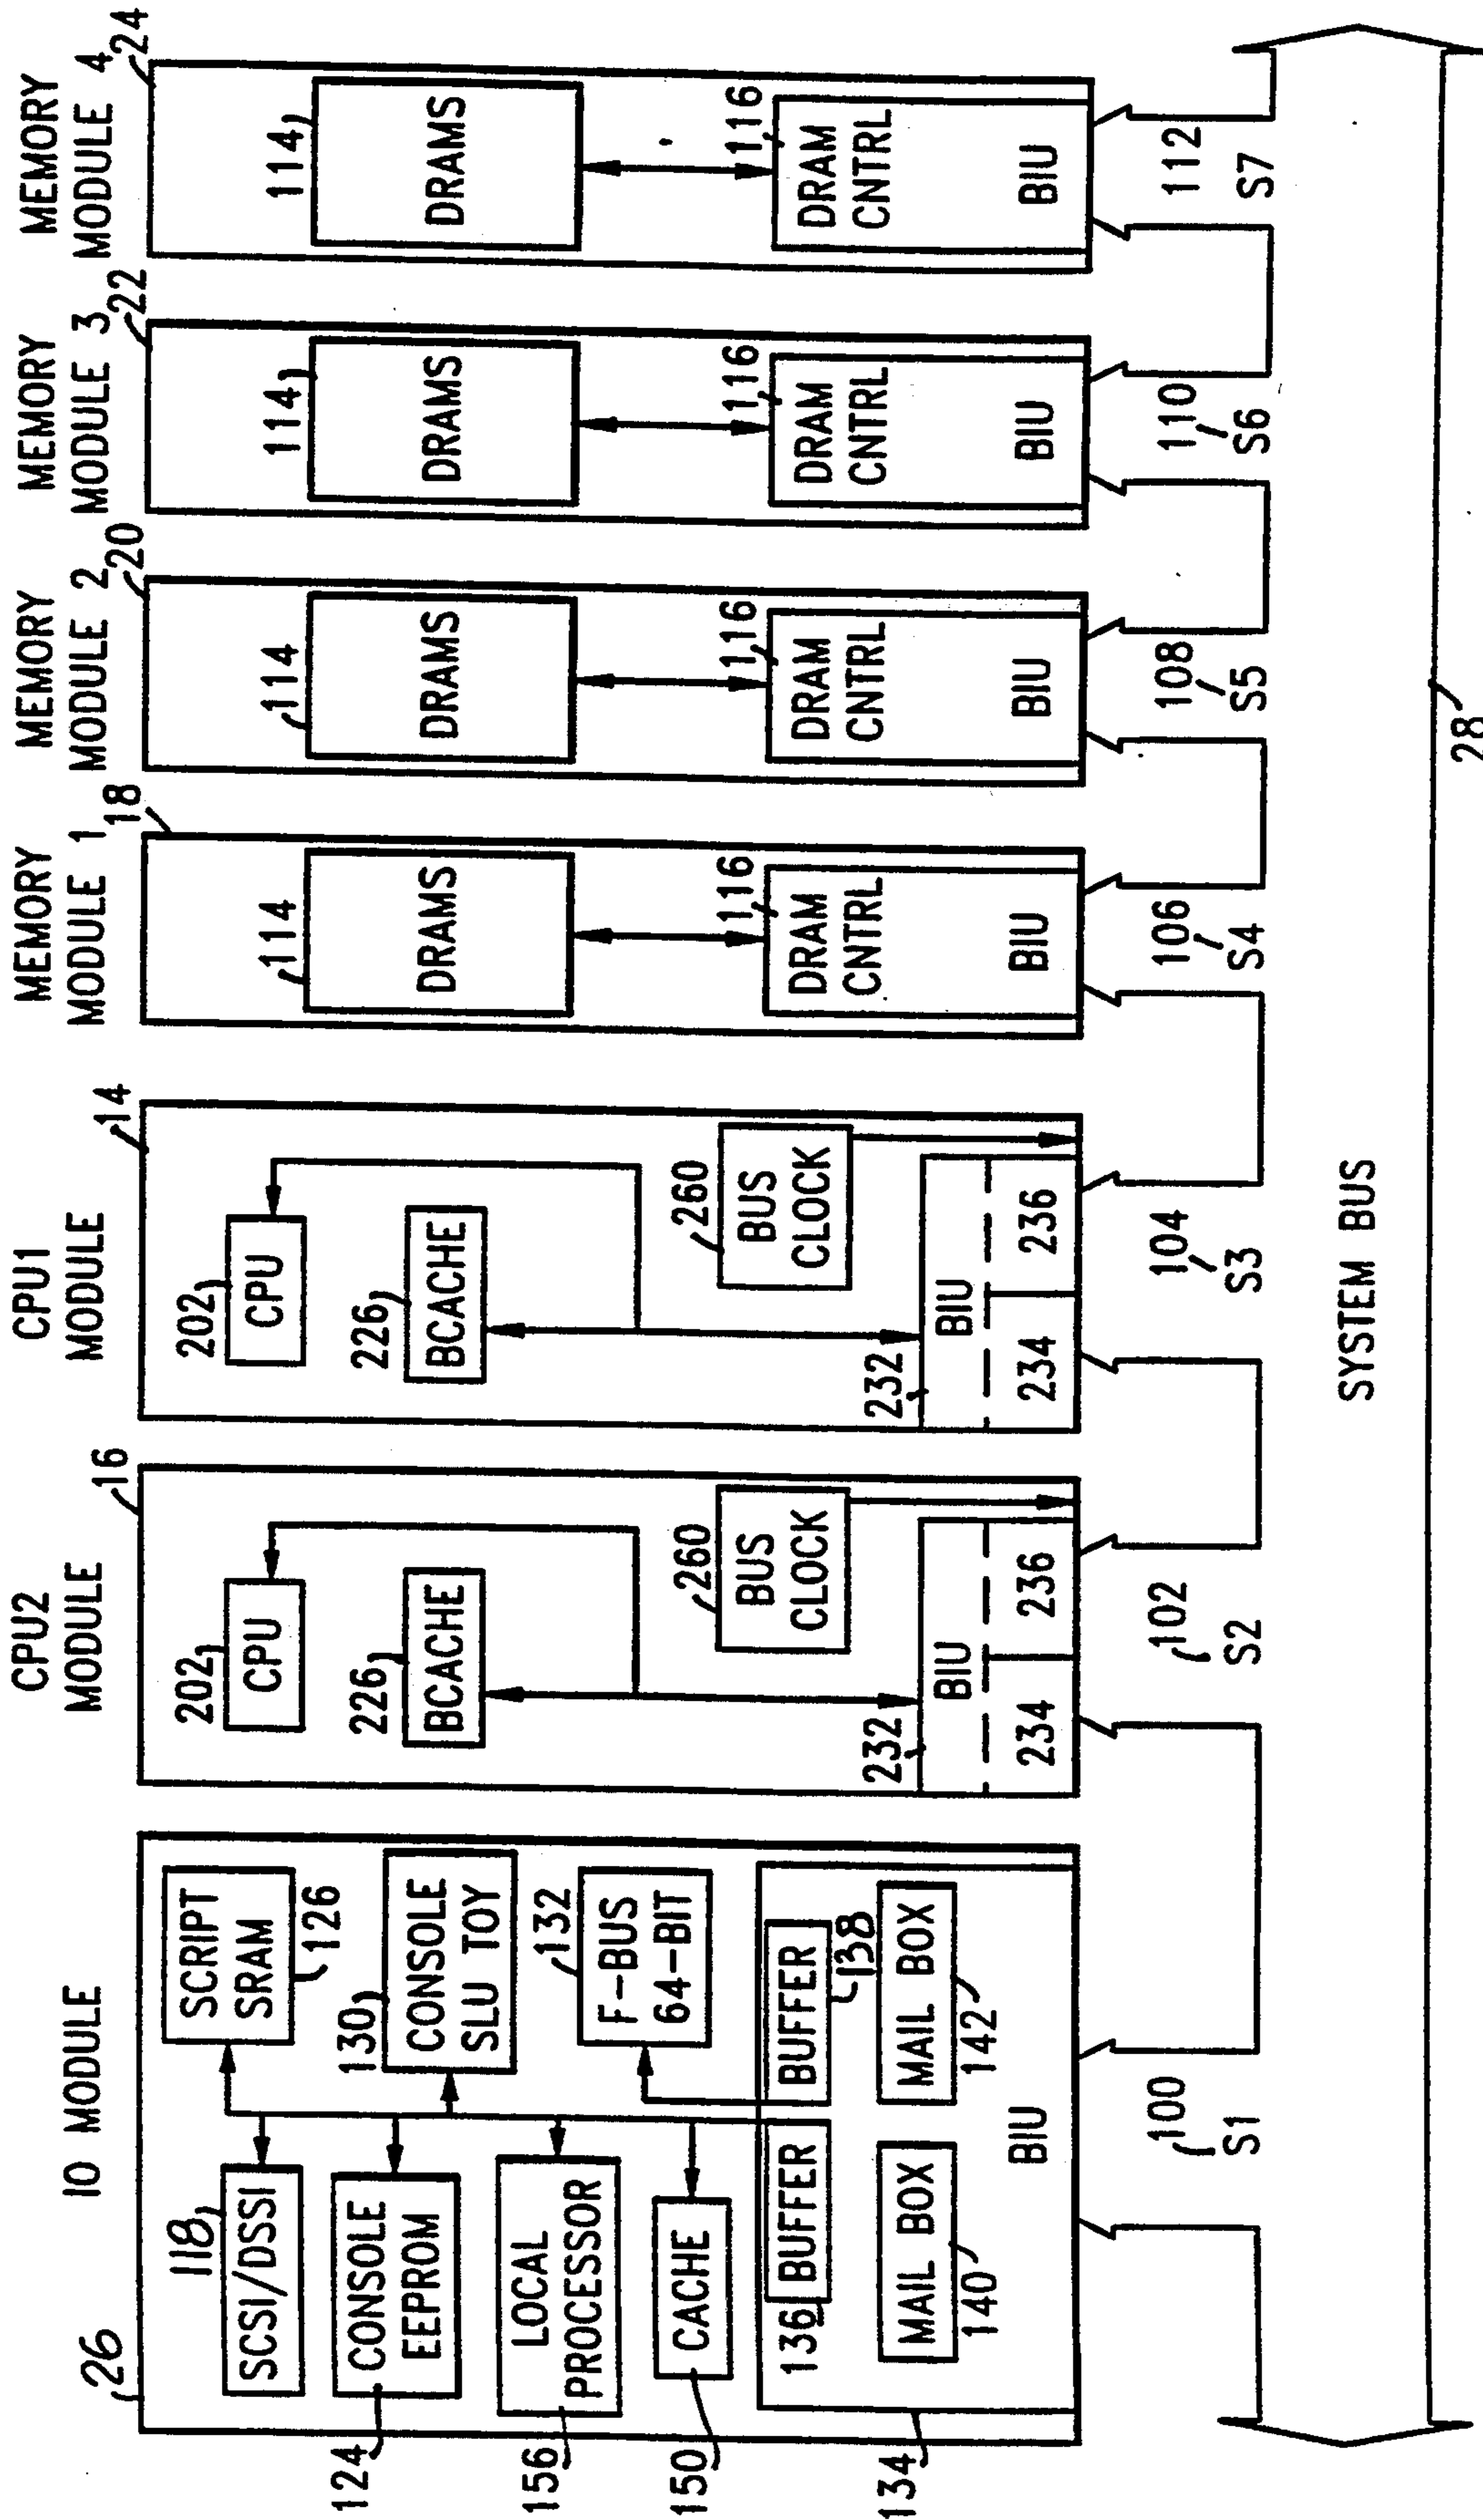 IO MODULE
26
118
SCSI/DSSI
SCRIPT
SRAM
126
124
CONSOLE
EEPROM
130
CONSOLE
SLU TOY
156
LOCAL
PROCESSOR
132
F-BUS
64-BIT
150
CACHE
134
136
BUFFER
BUFFER
138
MAIL BOX
140
MAIL BOX
142
BIU
100
S1
CPU2
MODULE
16
202
CPU
226
BCACHE
260
BUS
CLOCK
232
BIU
234
236
102
S2
CPU1
MODULE
14
202
CPU
226
BCACHE
260
BUS
CLOCK
232
BIU
234
236
104
S3
MEMORY
MODULE 1
18
114
DRAMS
116
DRAM
CNTRL
BIU
106
S4
MEMORY
MODULE 2
20
114
DRAMS
116
DRAM
CNTRL
BIU
108
S5
MEMORY
MODULE 3
22
114
DRAMS
116
DRAM
CNTRL
BIU
110
S6
MEMORY
MODULE 4
24
114
DRAMS
116
DRAM
CNTRL
BIU
112
S7
SYSTEM BUS
28